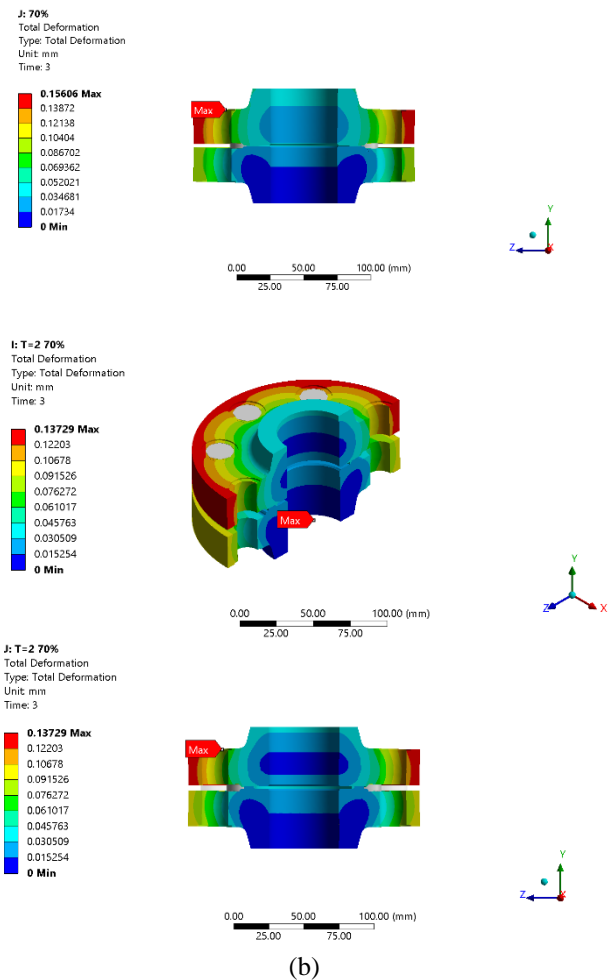 J: 70%
Total Deformation
Type: Total Deformation
Unit: mm
Time: 3
0.15606 Max
0.13872
0.12138
0.10404
0.086702
0.069362
0.052021
0.034681
0.01734
0 Min
Max
Y
Z
X
0.00 50.00 100.00 (mm)
25.00 75.00
I: T=2 70%
Total Deformation
Type: Total Deformation
Unit: mm
Time: 3
0.13729 Max
0.12203
0.10678
0.091526
0.076272
0.061017
0.045763
0.030509
0.015254
0 Min
Max
Y
Z X
0.00 50.00 100.00 (mm)
25.00 75.00
J: T=2 70%
Total Deformation
Type: Total Deformation
Unit: mm
Time: 3
0.13729 Max
0.12203
0.10678
0.091526
0.076272
0.061017
0.045763
0.030509
0.015254
0 Min
Max
Y
Z X
0.00 50.00 100.00 (mm)
25.00 75.00
(b)